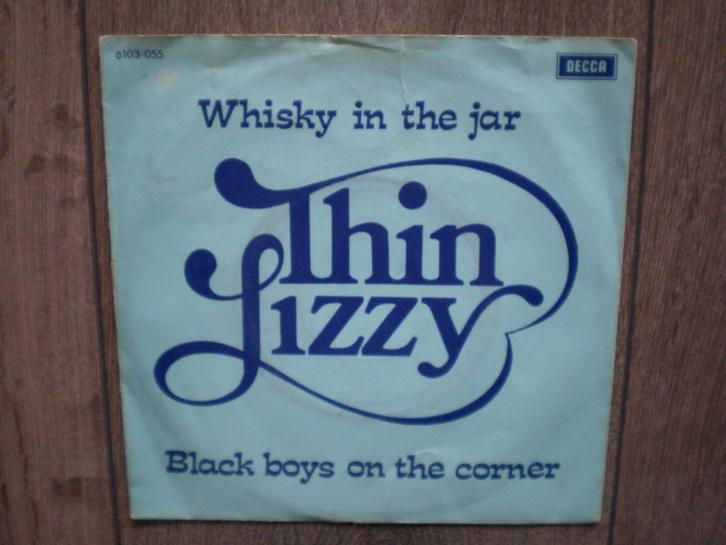 6103 055
DECCA
Whisky in the jar
Thin
Lizzy
Black boys on the corner